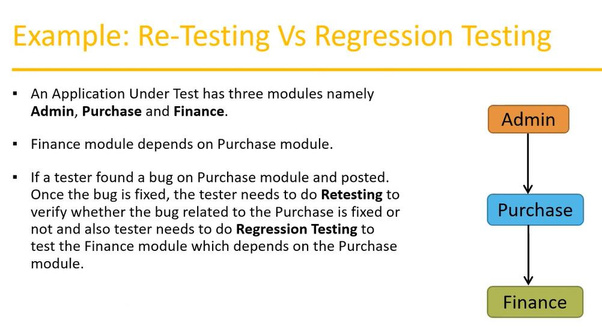 Example: Re-Testing Vs Regression Testing
▪ An Application Under Test has three modules namely
Admin, Purchase and Finance.
▪ Finance module depends on Purchase module.
▪ If a tester found a bug on Purchase module and posted.
Once the bug is fixed, the tester needs to do Retesting to
verify whether the bug related to the Purchase is fixed or
not and also tester needs to do Regression Testing to
test the Finance module which depends on the Purchase
module.
Admin
Purchase
Finance